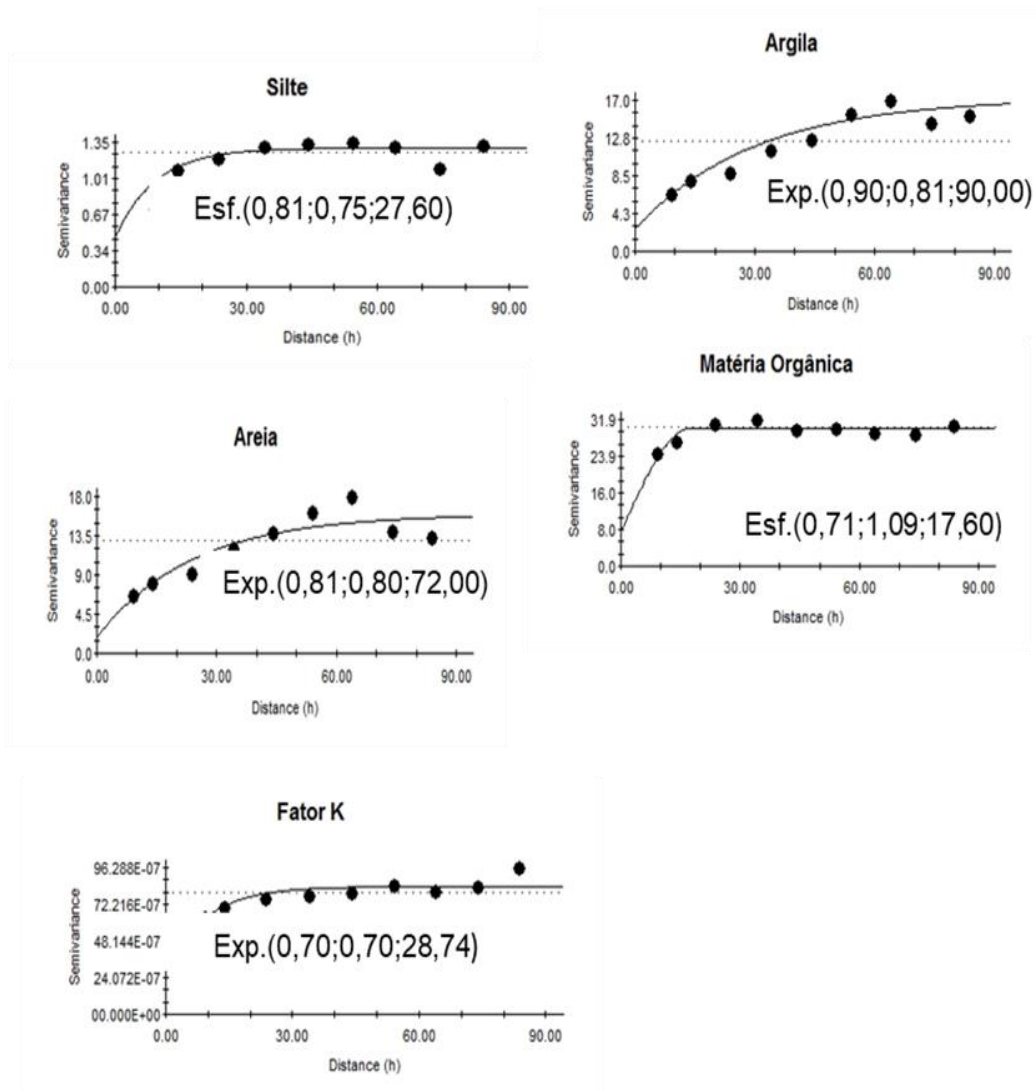 Silte
1.35
1.01
0.67
0.34
0.00
Semivariance
Esf.(0,81;0,75;27,60)
0.00 30.00 60.00 90.00
Distance (h)
Argila
17.0
12.8
8.5
4.3
0.0
Semivariance
Exp.(0,90;0,81;90,00)
0.00 30.00 60.00 90.00
Distance (h)
Areia
18.0
13.5
9.0
4.5
0.0
Semivariance
Exp.(0,81;0,80;72,00)
0.00 30.00 60.00 90.00
Distance (h)
Matéria Orgânica
31.9
23.9
16.0
8.0
0.0
Semivariance
Esf.(0,71;1,09;17,60)
0.00 30.00 60.00 90.00
Distance (h)
Fator K
96.288E-07
72.216E-07
48.144E-07
24.072E-07
00.000E+00
Semivariance
Exp.(0,70;0,70;28,74)
0.00 30.00 60.00 90.00
Distance (h)